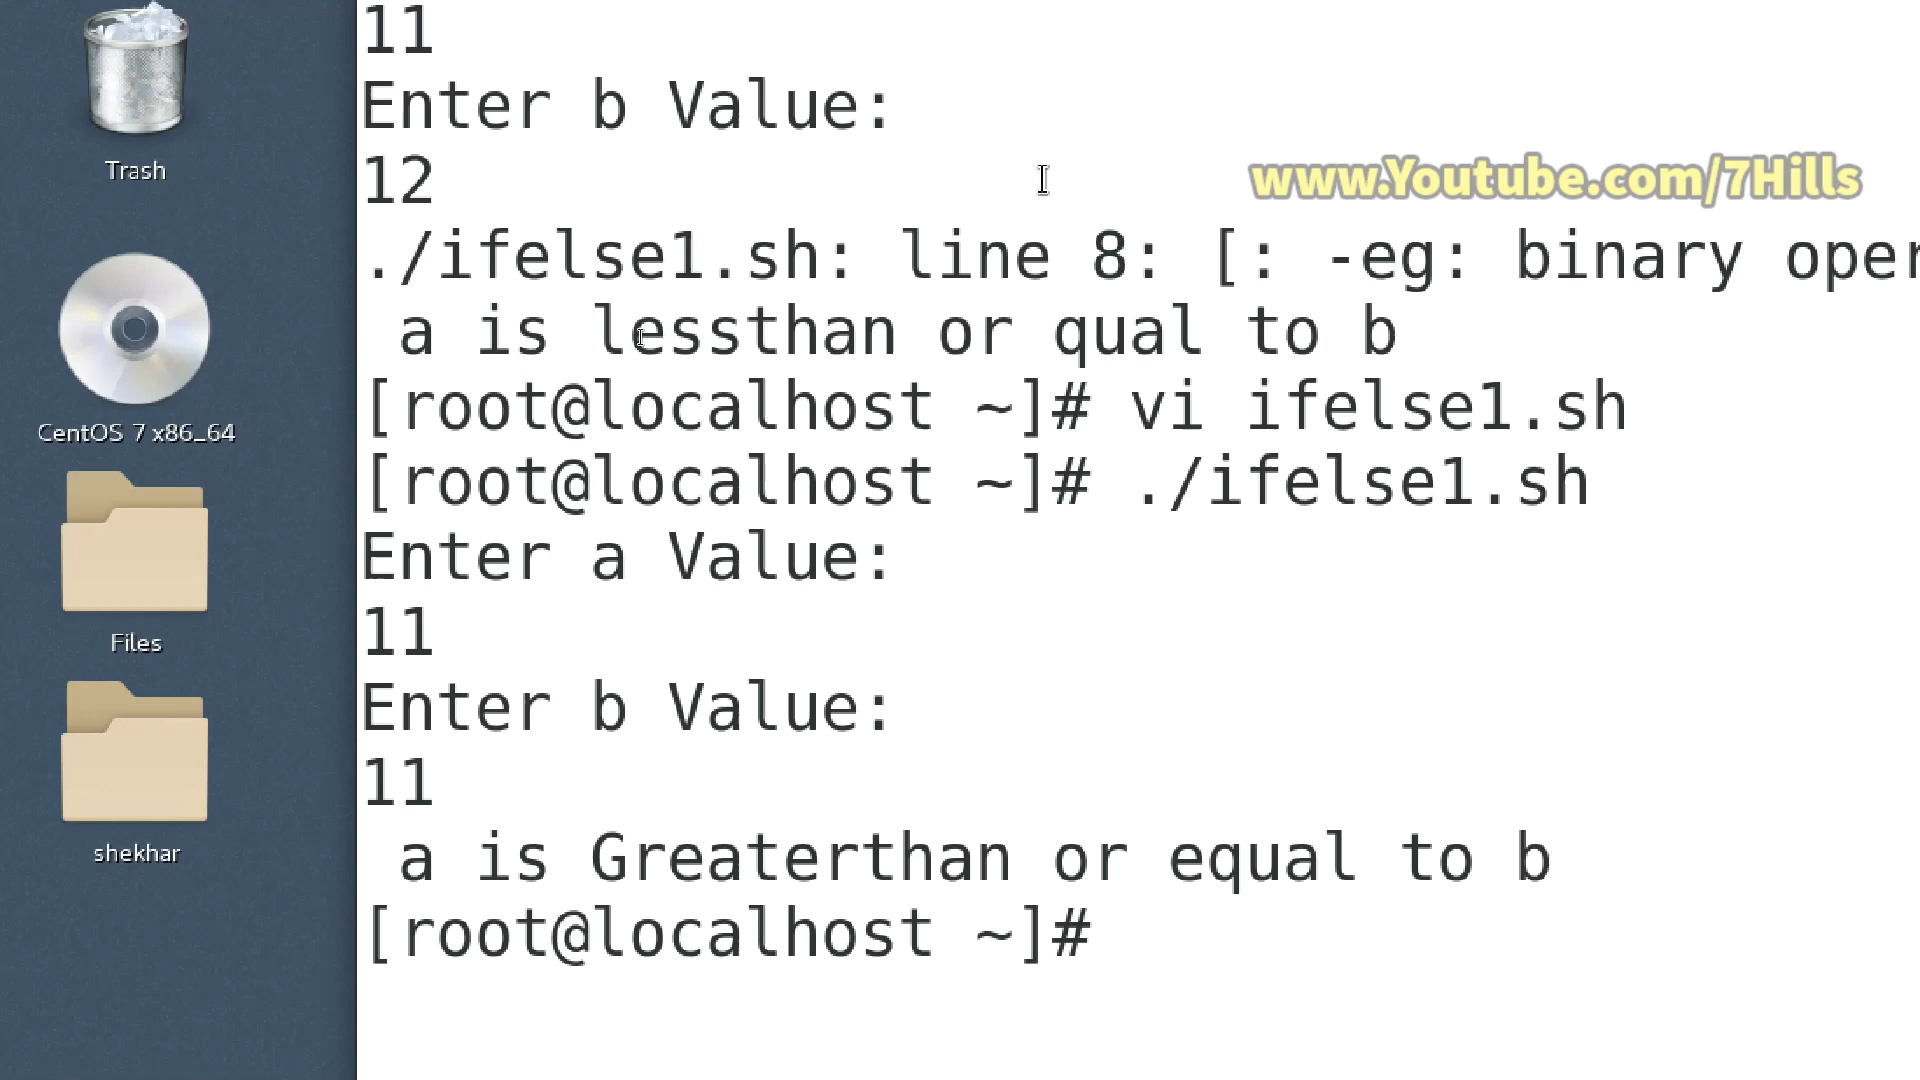 Trash
CentOS 7 x86_64
Files
shekhar
11
Enter b Value:
12
./ifelse1.sh: line 8: [: -eg: binary oper
 a is lessthan or qual to b
[root@localhost ~]# vi ifelse1.sh
[root@localhost ~]# ./ifelse1.sh
Enter a Value:
11
Enter b Value:
11
 a is Greaterthan or equal to b
[root@localhost ~]#
www.Youtube.com/7Hills